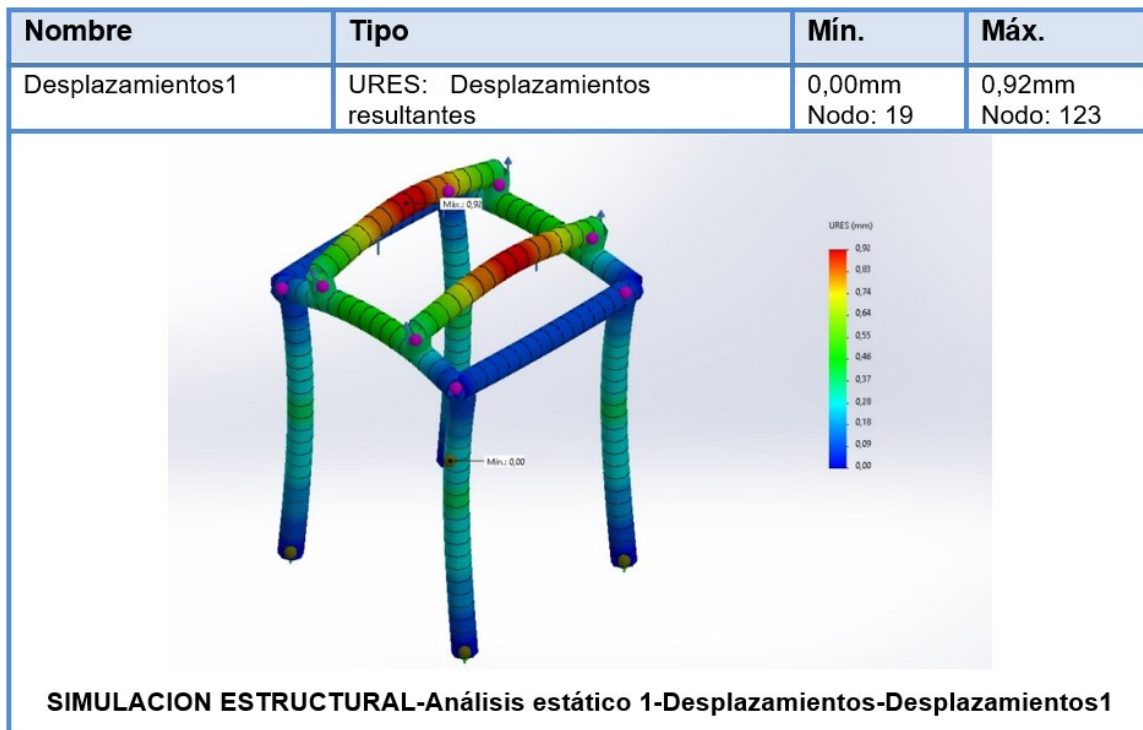 Nombre
Tipo
Mín.
Máx.
Desplazamientos1
URES: Desplazamientos
resultantes
0,00mm
Nodo: 19
0,92mm
Nodo: 123
Máx.: 0,92
Mín.: 0,00
URES (mm)
0,92
0,83
0,74
0,64
0,55
0,46
0,37
0,28
0,18
0,09
0,00
SIMULACION ESTRUCTURAL-Análisis estático 1-Desplazamientos-Desplazamientos1